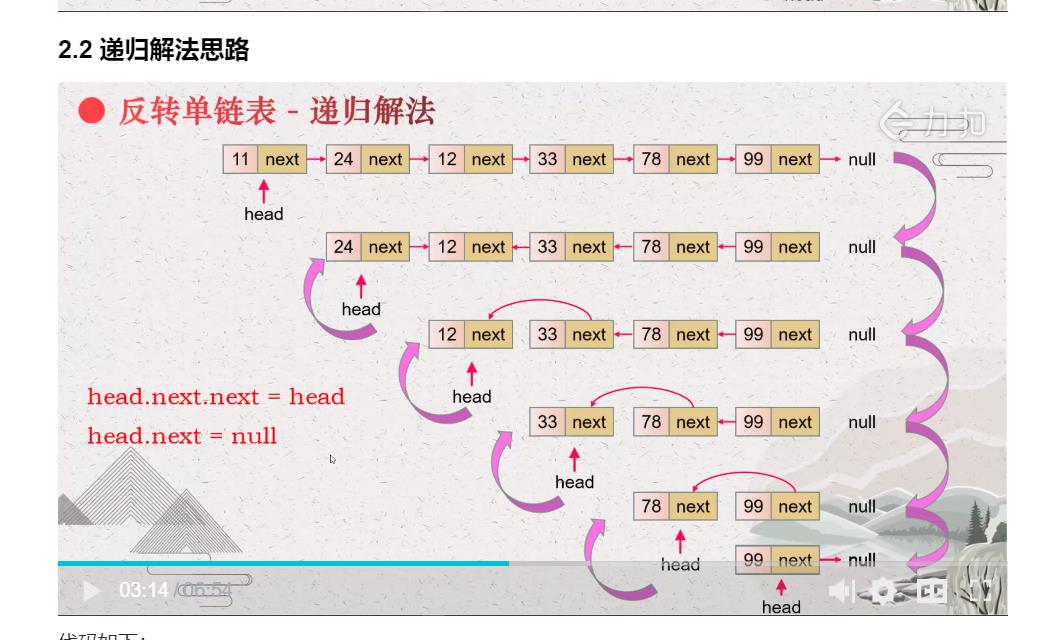 2.2 递归解法思路
反转单链表 - 递归解法
力扣
11 next 24 next 12 next 33 next 78 next 99 next null
head
24 next 12 next 33 next 78 next 99 next null
head
12 next 33 next 78 next 99 next null
head
head.next.next = head
33 next 78 next 99 next null
head.next = null
head
78 next 99 next null
head
99 next null
03:14 / 06:54
CC
head
代码如下：